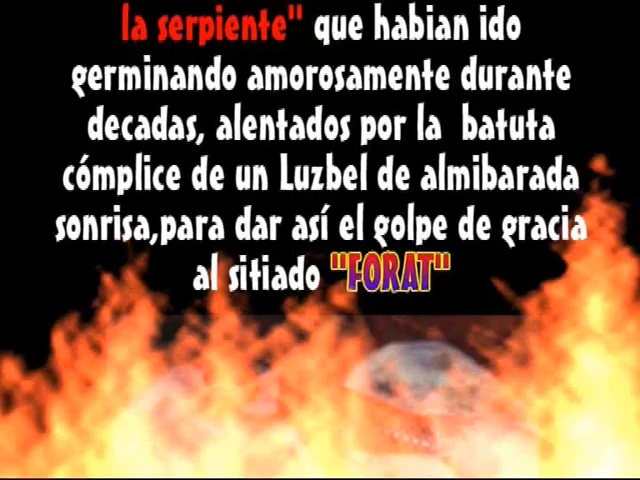 la serpiente" que habian ido
germinando amorosamente durante
decadas, alentados por la batuta
cómplice de un Luzbel de almibarada
sonrisa,para dar así el golpe de gracia
al sitiado "FORAT"